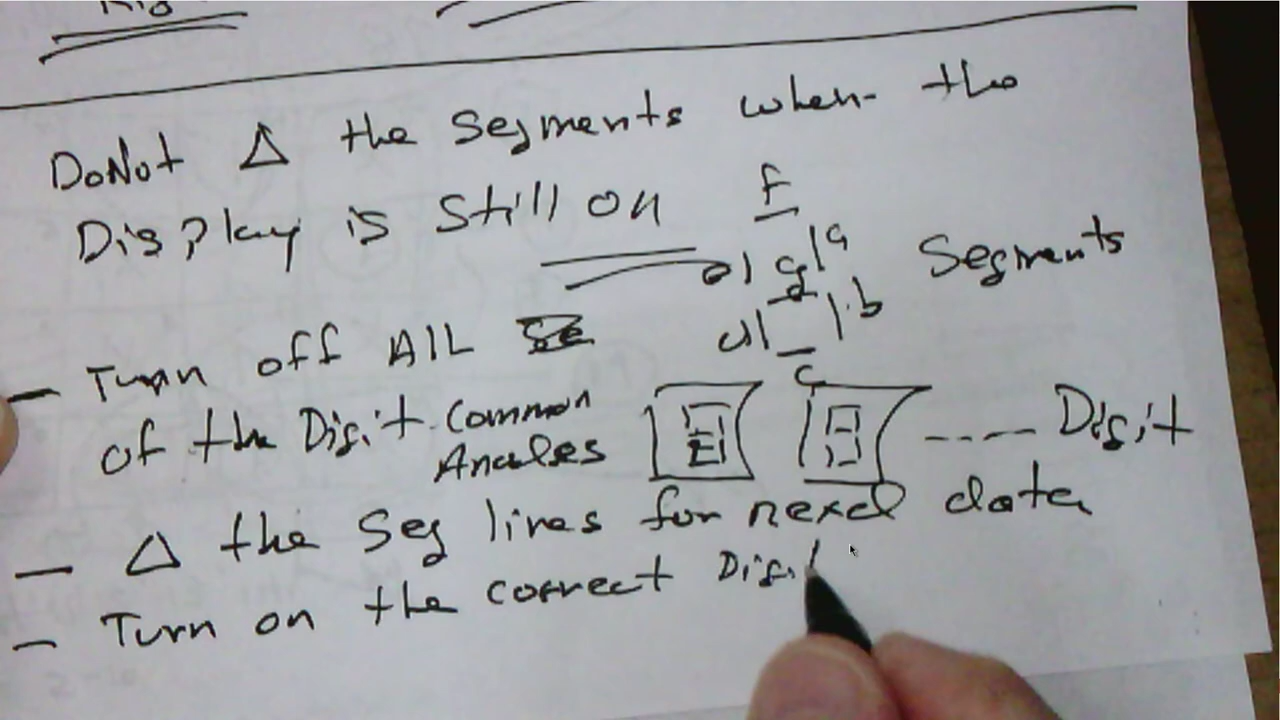 DoNot Δ the Segments when the
Display is still on
f
g a
e b
d
c
Segments
- Turn off All
of the Digit Common
Anodes
---- Digit
- Δ the Seg lines for next data
- Turn on the correct Digit